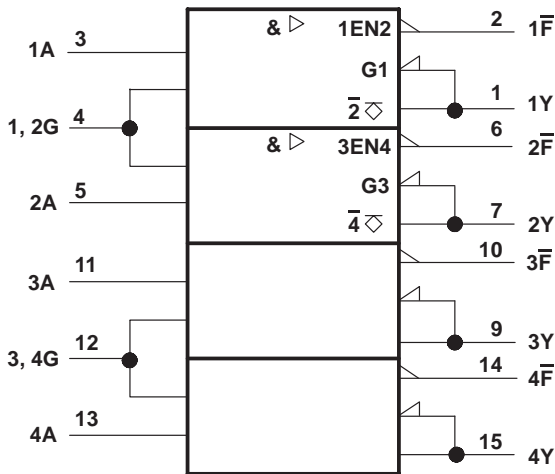 & ▷ 1EN2 2 1F̅
1A 3
G1
1 1Y
2̅ ◇
1, 2G 4
& ▷ 3EN4 6 2F̅
G3
2A 5
4̅ ◇ 7 2Y
10 3F̅
3A 11
9 3Y
3, 4G 12
14 4F̅
4A 13
15 4Y